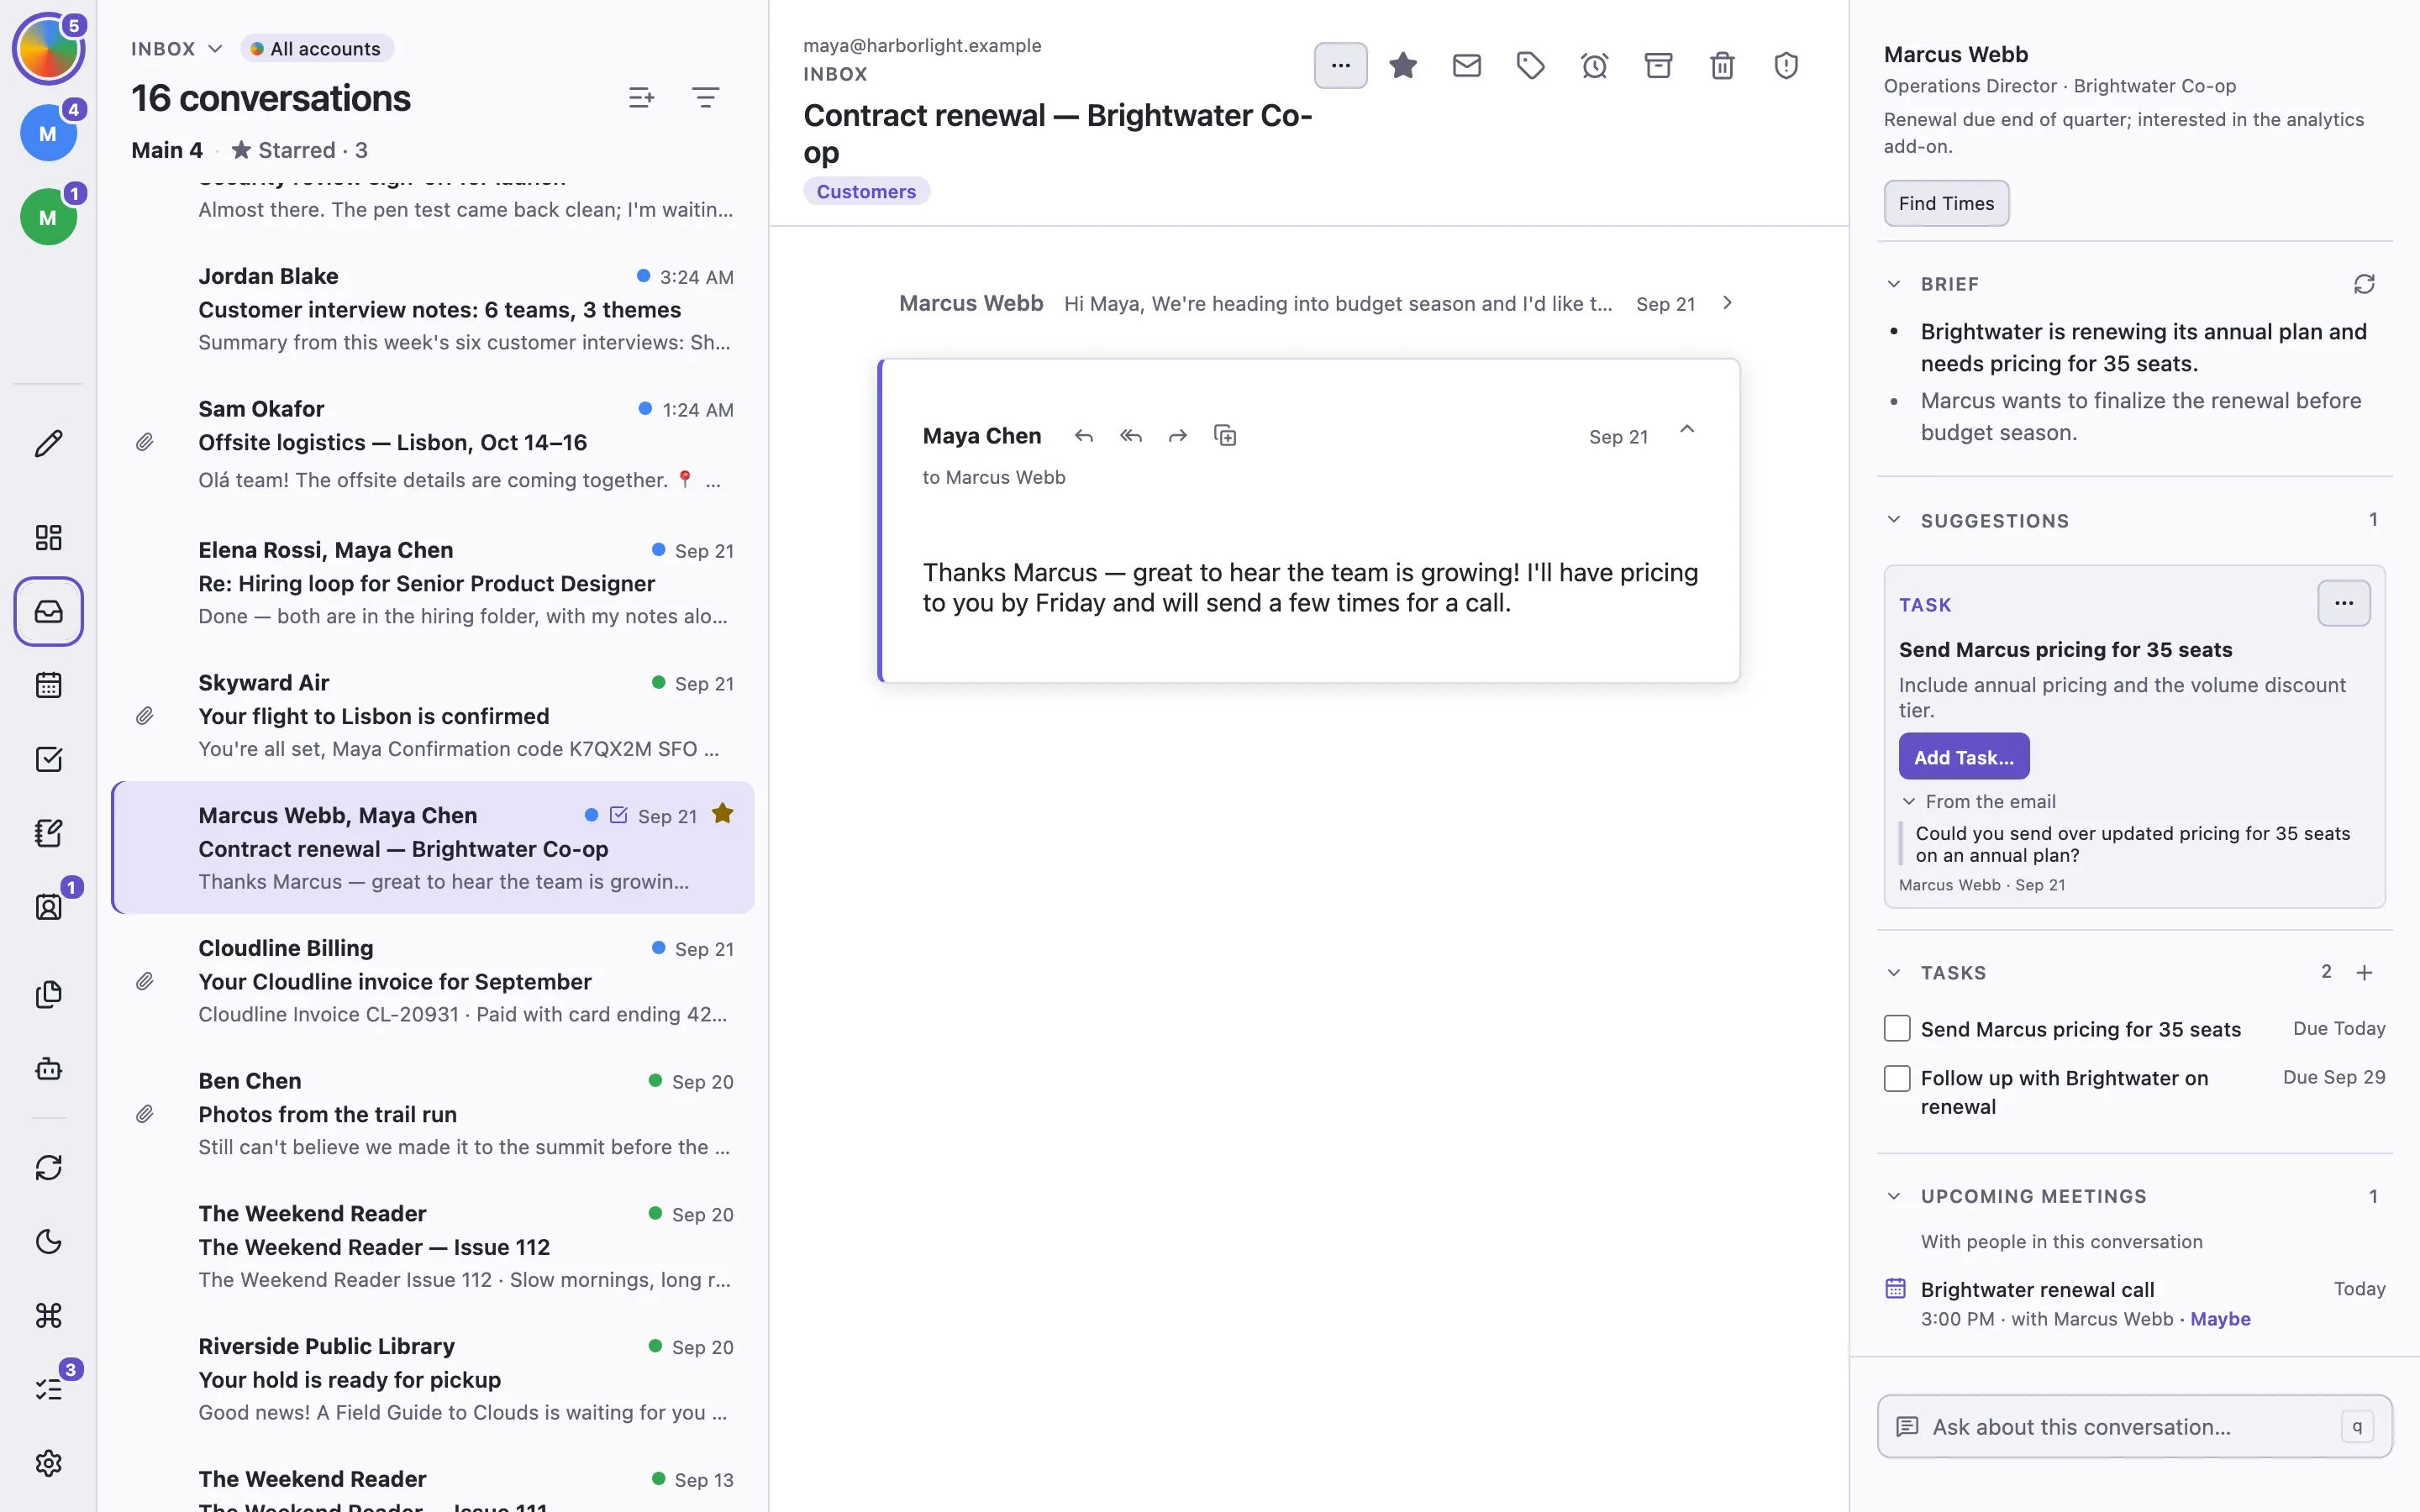 5
4
M
1
M
1
3
INBOX
All accounts
16 conversations
Main 4 · Starred · 3
Security review sign-off for launch
Almost there. The pen test came back clean; I'm waitin...
Jordan Blake 3:24 AM
Customer interview notes: 6 teams, 3 themes
Summary from this week's six customer interviews: Sh...
Sam Okafor 1:24 AM
Offsite logistics — Lisbon, Oct 14–16
Olá team! The offsite details are coming together. 📍 ...
Elena Rossi, Maya Chen Sep 21
Re: Hiring loop for Senior Product Designer
Done — both are in the hiring folder, with my notes alo...
Skyward Air Sep 21
Your flight to Lisbon is confirmed
You're all set, Maya Confirmation code K7QX2M SFO ...
Marcus Webb, Maya Chen Sep 21
Contract renewal — Brightwater Co-op
Thanks Marcus — great to hear the team is growin...
Cloudline Billing Sep 21
Your Cloudline invoice for September
Cloudline Invoice CL-20931 · Paid with card ending 42...
Ben Chen Sep 20
Photos from the trail run
Still can't believe we made it to the summit before the ...
The Weekend Reader Sep 20
The Weekend Reader — Issue 112
The Weekend Reader Issue 112 · Slow mornings, long r...
Riverside Public Library Sep 20
Your hold is ready for pickup
Good news! A Field Guide to Clouds is waiting for you ...
The Weekend Reader Sep 13
The Weekend Reader — Issue 111
maya@harborlight.example
INBOX
Contract renewal — Brightwater Co-
op
Customers
Marcus Webb Hi Maya, We're heading into budget season and I'd like t... Sep 21
Maya Chen Sep 21
to Marcus Webb
Thanks Marcus — great to hear the team is growing! I'll have pricing
to you by Friday and will send a few times for a call.
Marcus Webb
Operations Director · Brightwater Co-op
Renewal due end of quarter; interested in the analytics
add-on.
Find Times
BRIEF
• Brightwater is renewing its annual plan and
needs pricing for 35 seats.
• Marcus wants to finalize the renewal before
budget season.
SUGGESTIONS 1
TASK
Send Marcus pricing for 35 seats
Include annual pricing and the volume discount
tier.
Add Task...
From the email
Could you send over updated pricing for 35 seats
on an annual plan?
Marcus Webb · Sep 21
TASKS 2
Send Marcus pricing for 35 seats Due Today
Follow up with Brightwater on Due Sep 29
renewal
UPCOMING MEETINGS 1
With people in this conversation
Brightwater renewal call Today
3:00 PM · with Marcus Webb · Maybe
Ask about this conversation... q